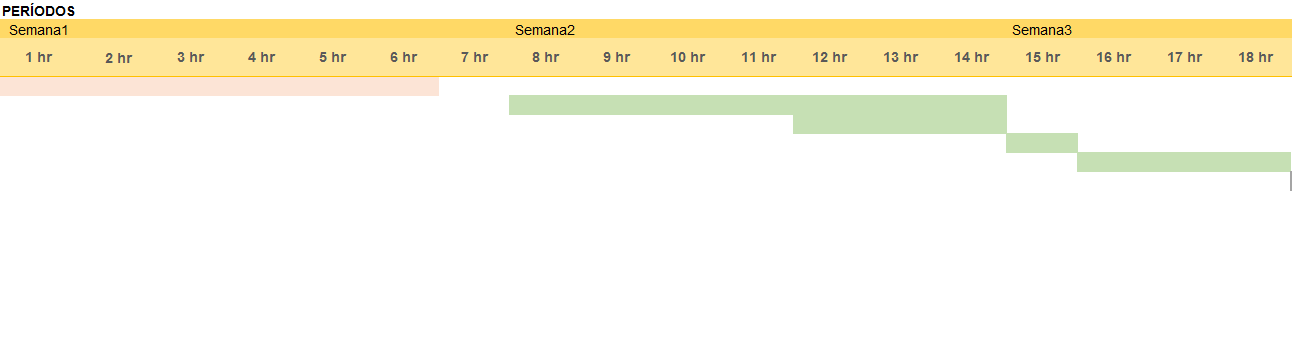 PERÍODOS
Semana1 Semana2 Semana3
1 hr 2 hr 3 hr 4 hr 5 hr 6 hr 7 hr 8 hr 9 hr 10 hr 11 hr 12 hr 13 hr 14 hr 15 hr 16 hr 17 hr 18 hr